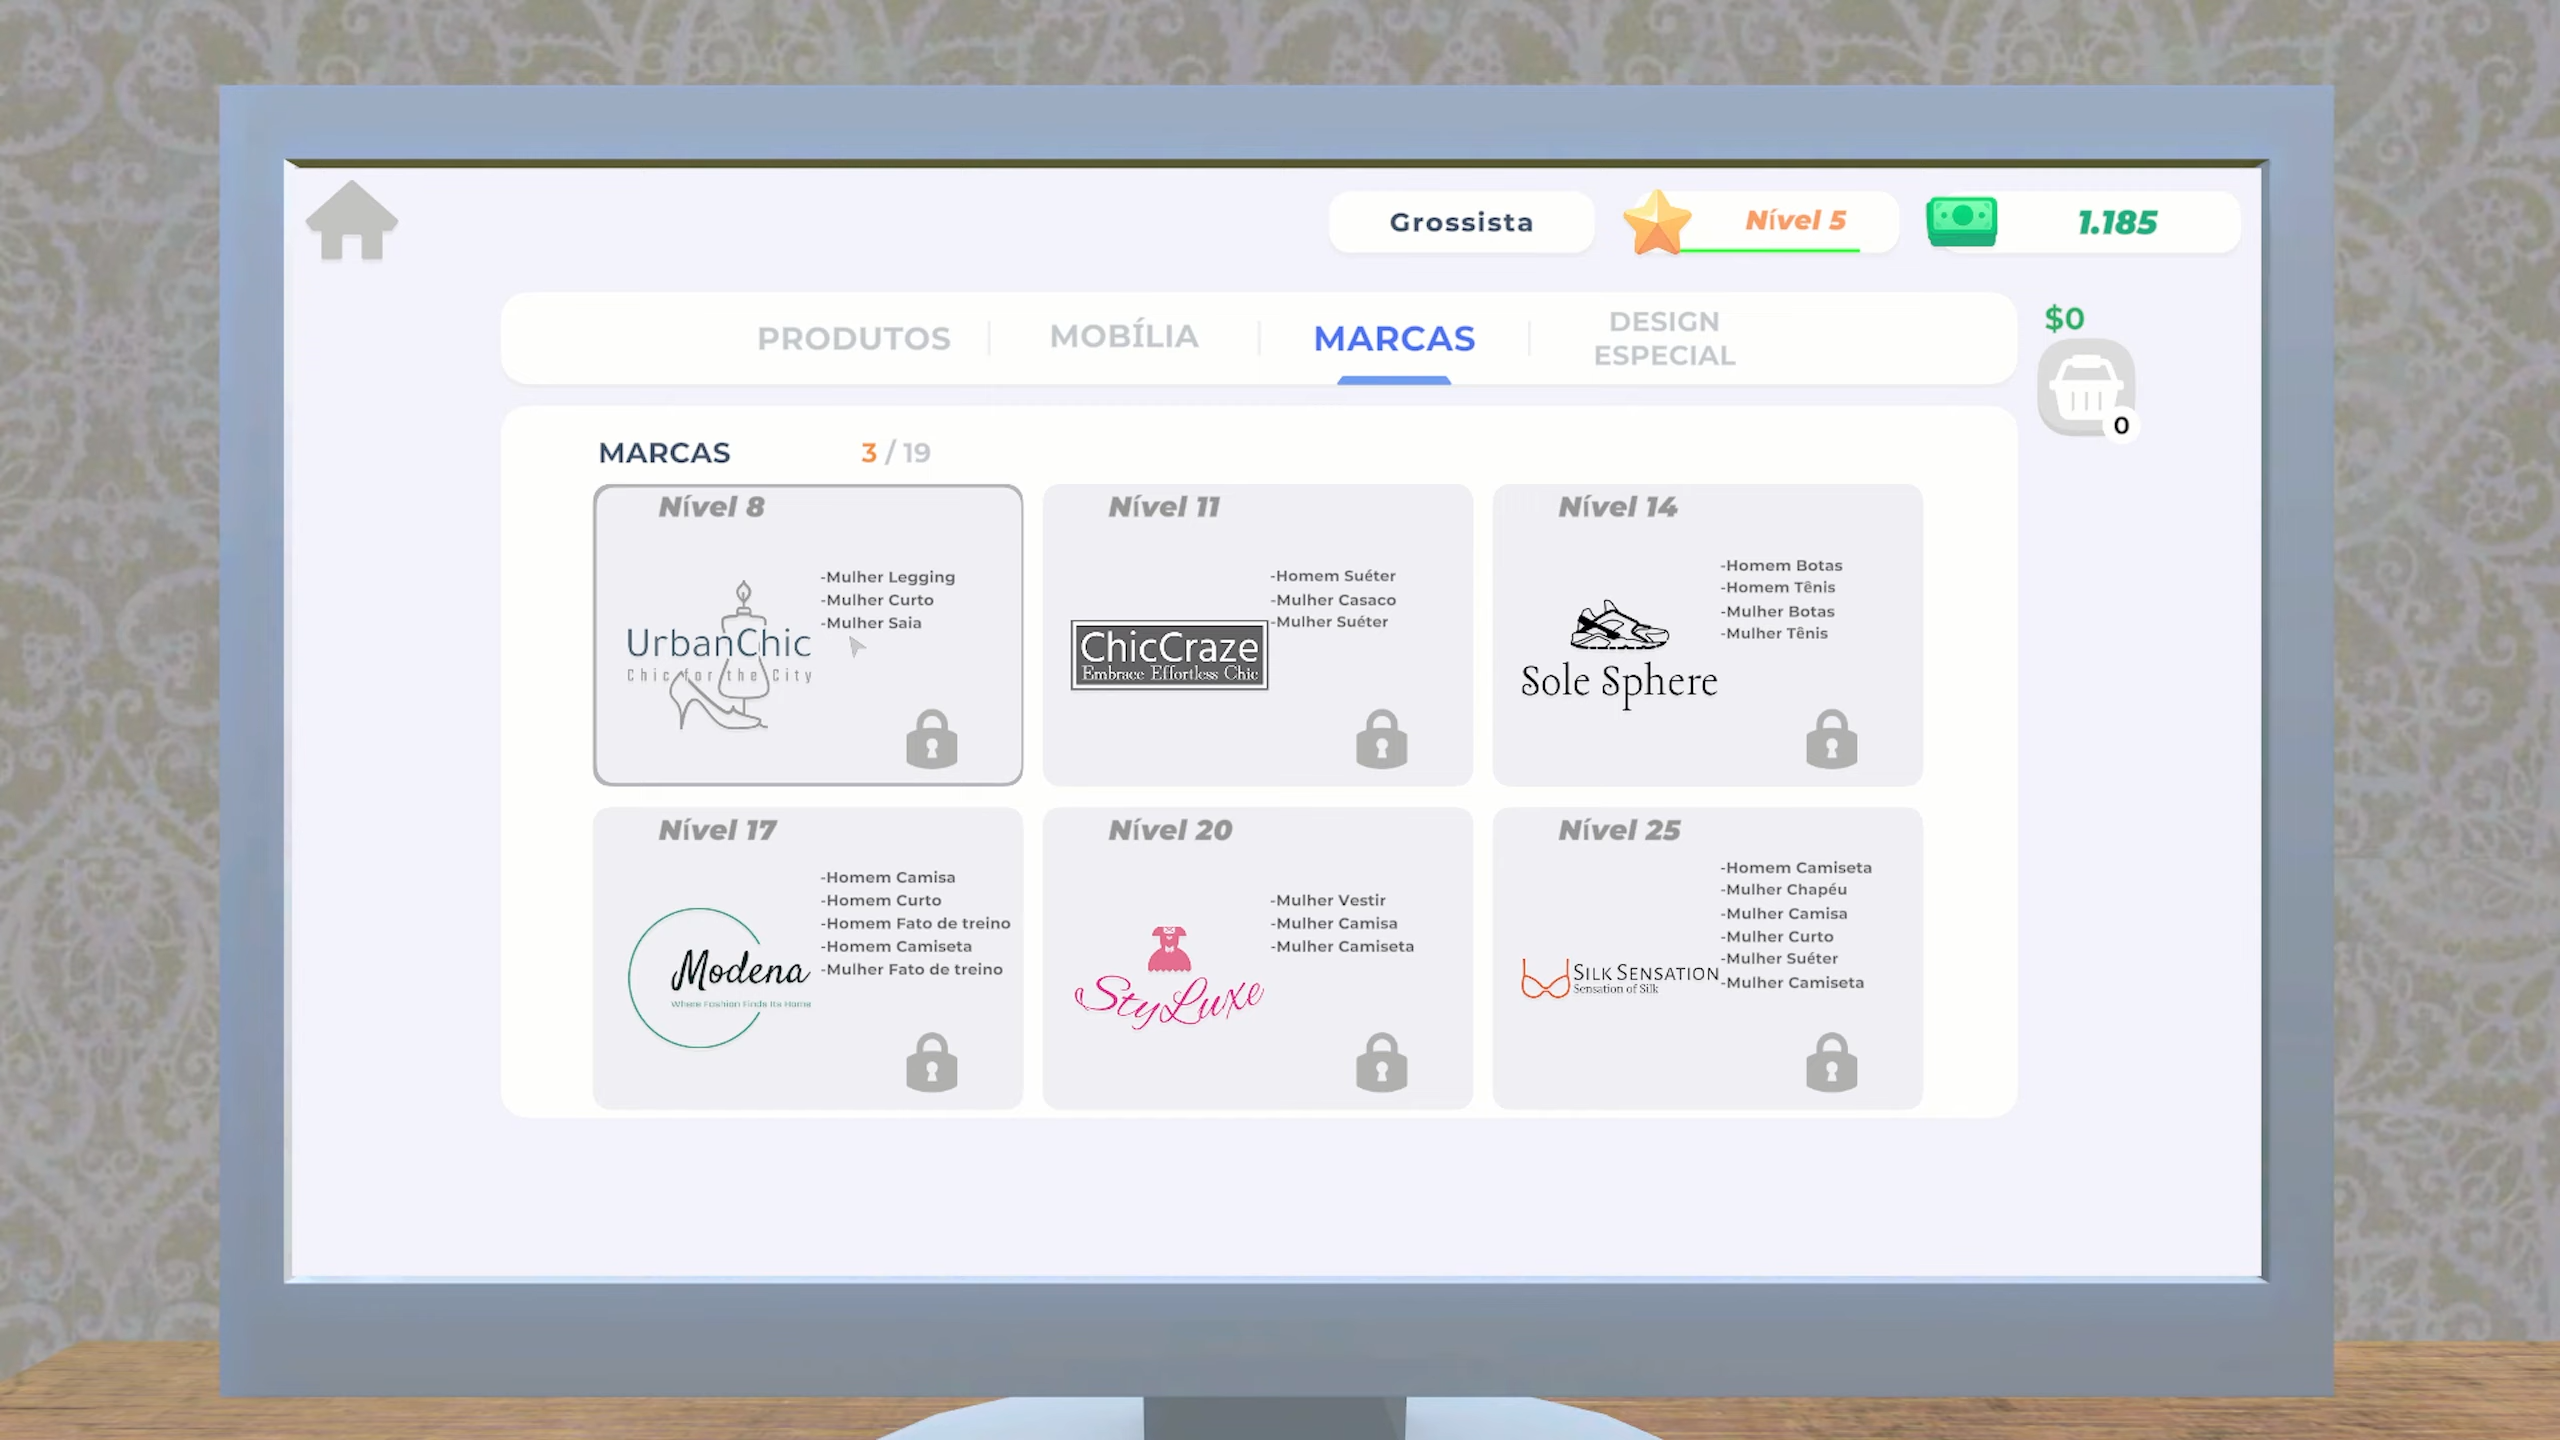 Grossista
Nível 5
1.185
PRODUTOS
MOBÍLIA
MARCAS
DESIGN
ESPECIAL
$0
0
MARCAS 3 / 19
Nível 8
-Mulher Legging
-Mulher Curto
-Mulher Saia
UrbanChic
Chic for the City
Nível 11
-Homem Suéter
-Mulher Casaco
-Mulher Suéter
ChicCraze
Embrace Effortless Chic
Nível 14
-Homem Botas
-Homem Tênis
-Mulher Botas
-Mulher Tênis
Sole Sphere
Nível 17
-Homem Camisa
-Homem Curto
-Homem Fato de treino
-Homem Camiseta
-Mulher Fato de treino
Modena
Where Fashion Finds Its Home
Nível 20
-Mulher Vestir
-Mulher Camisa
-Mulher Camiseta
StyLuxe
Nível 25
-Homem Camiseta
-Mulher Chapéu
-Mulher Camisa
-Mulher Curto
-Mulher Suéter
-Mulher Camiseta
SILK SENSATION
Sensation of Silk